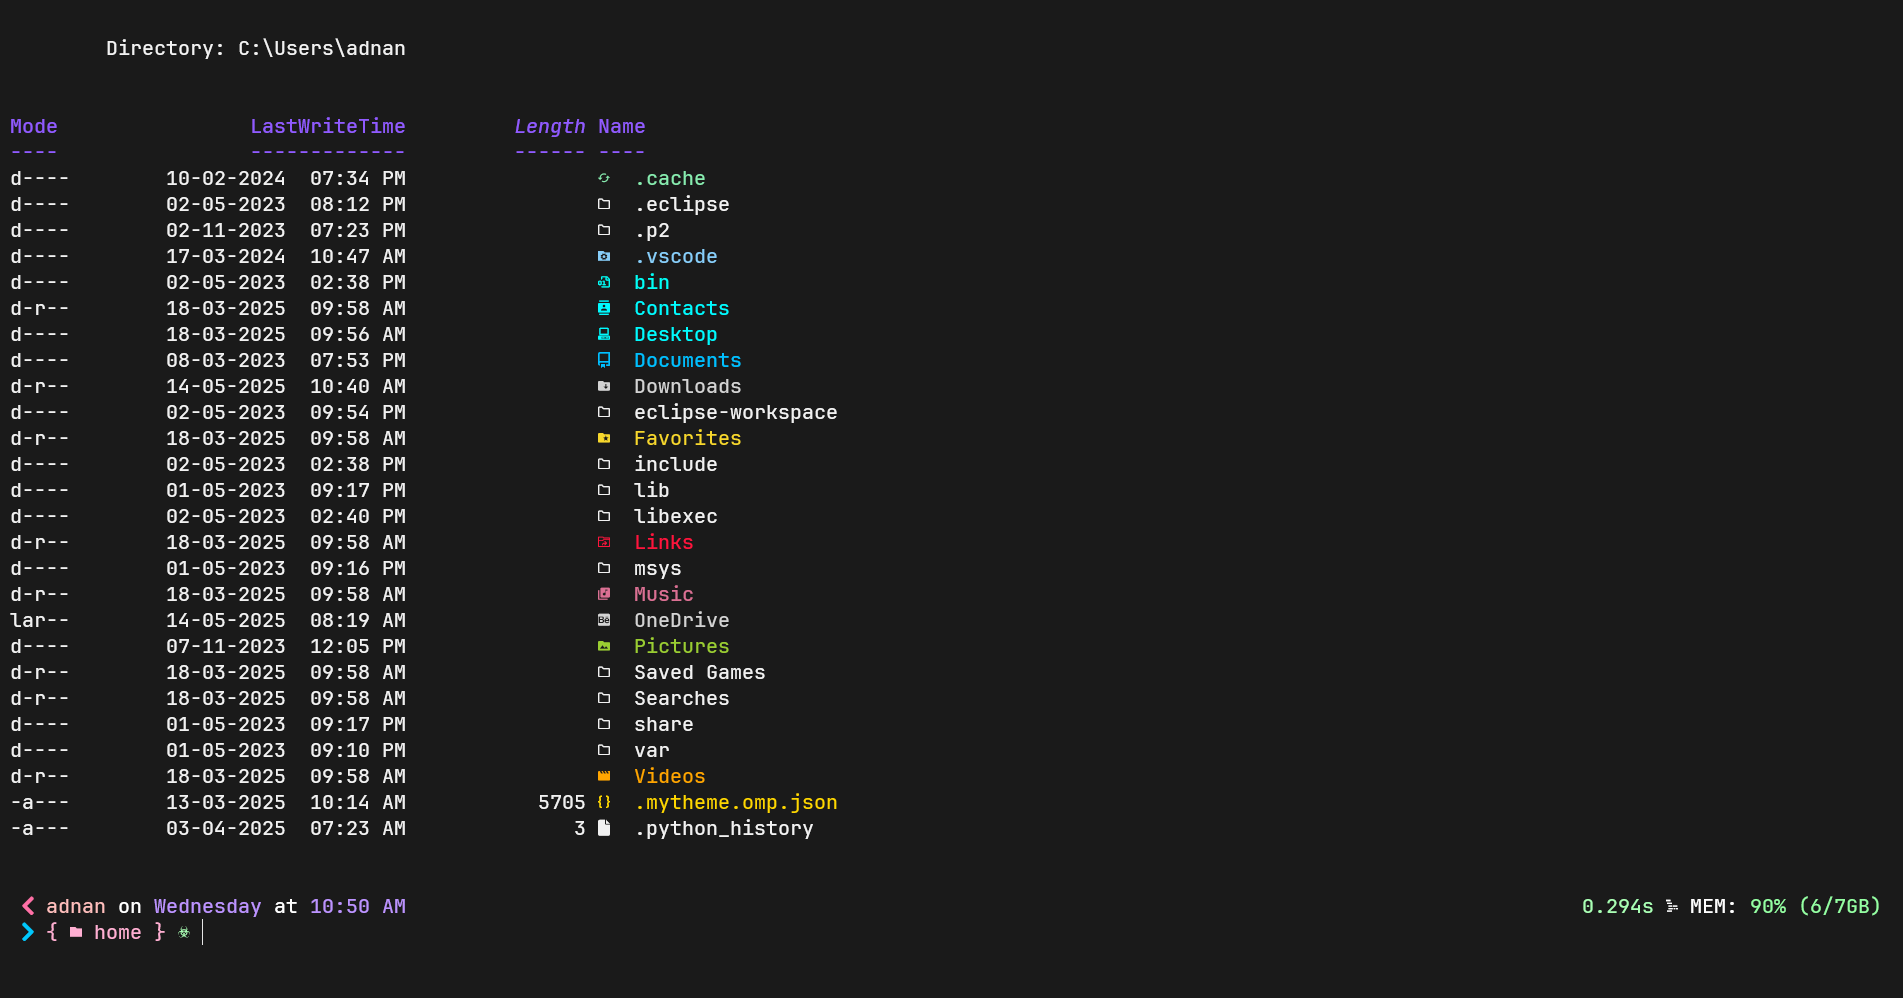 Directory: C:\Users\adnan
Mode LastWriteTime Length Name
---- ------------- ------ ----
d---- 10-02-2024 07:34 PM .cache
d---- 02-05-2023 08:12 PM .eclipse
d---- 02-11-2023 07:23 PM .p2
d---- 17-03-2024 10:47 AM .vscode
d---- 02-05-2023 02:38 PM bin
d-r-- 18-03-2025 09:58 AM Contacts
d---- 18-03-2025 09:56 AM Desktop
d---- 08-03-2023 07:53 PM Documents
d-r-- 14-05-2025 10:40 AM Downloads
d---- 02-05-2023 09:54 PM eclipse-workspace
d-r-- 18-03-2025 09:58 AM Favorites
d---- 02-05-2023 02:38 PM include
d---- 01-05-2023 09:17 PM lib
d---- 02-05-2023 02:40 PM libexec
d-r-- 18-03-2025 09:58 AM Links
d---- 01-05-2023 09:16 PM msys
d-r-- 18-03-2025 09:58 AM Music
lar-- 14-05-2025 08:19 AM OneDrive
d---- 07-11-2023 12:05 PM Pictures
d-r-- 18-03-2025 09:58 AM Saved Games
d-r-- 18-03-2025 09:58 AM Searches
d---- 01-05-2023 09:17 PM share
d---- 01-05-2023 09:10 PM var
d-r-- 18-03-2025 09:58 AM Videos
-a--- 13-03-2025 10:14 AM 5705 {} .mytheme.omp.json
-a--- 03-04-2025 07:23 AM 3 .python_history
adnan on Wednesday at 10:50 AM 0.294s MEM: 90% (6/7GB)
{ home }